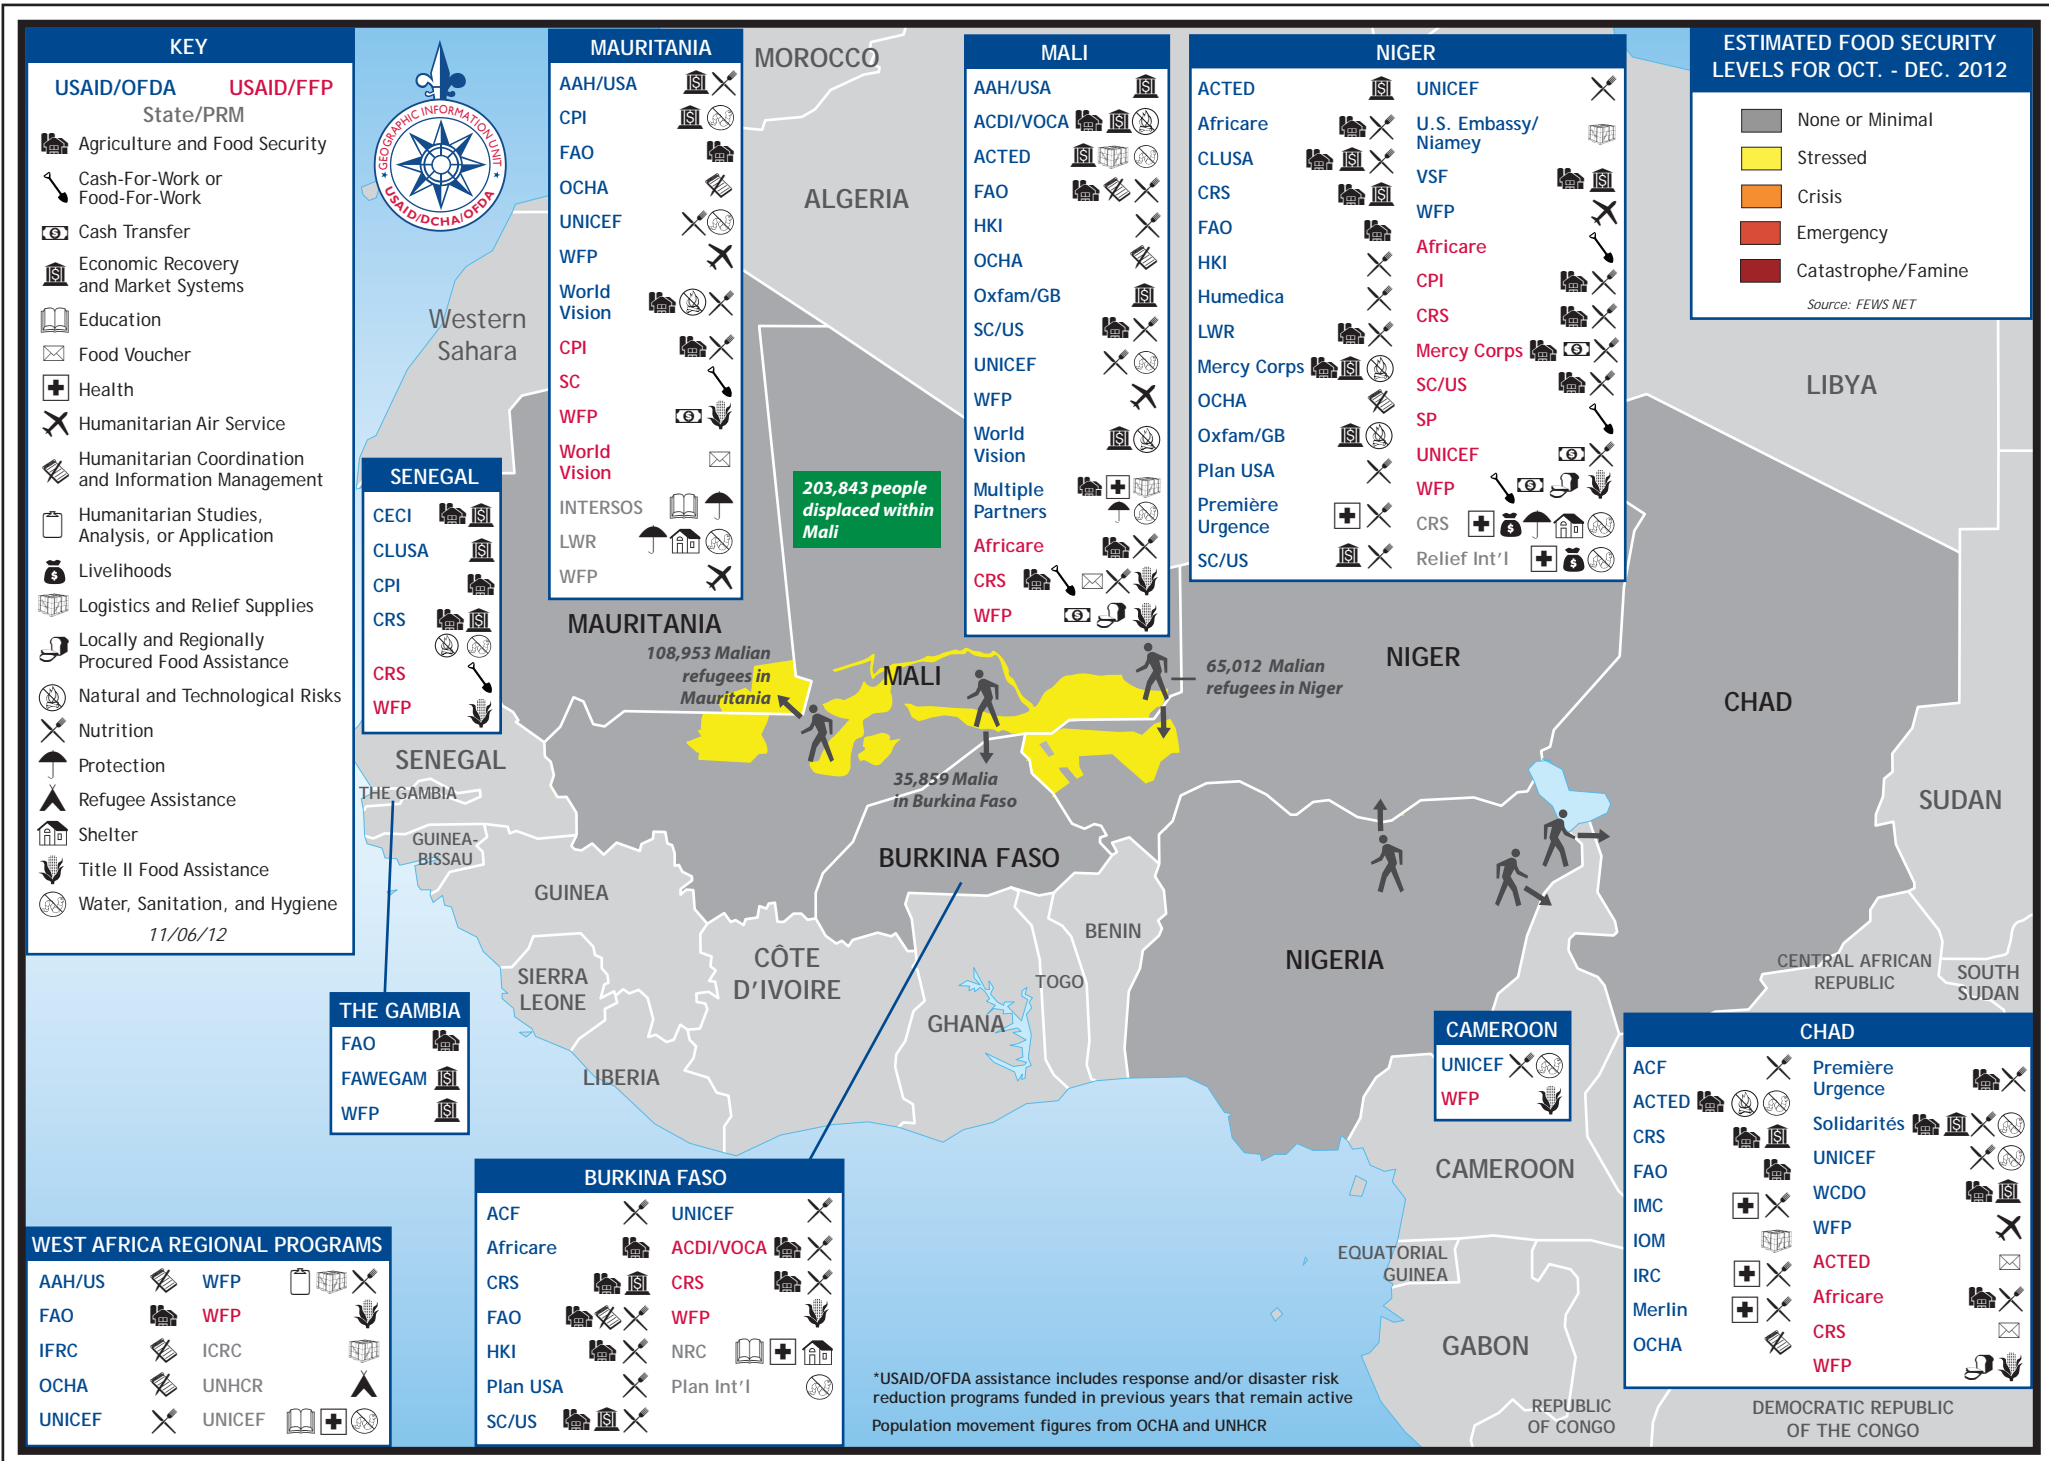 KEY
USAID/OFDA USAID/FFP
State/PRM
Agriculture and Food Security
Cash-For-Work or
Food-For-Work
Cash Transfer
Economic Recovery
and Market Systems
Education
Food Voucher
Health
Humanitarian Air Service
Humanitarian Coordination
and Information Management
Humanitarian Studies,
Analysis, or Application
Livelihoods
Logistics and Relief Supplies
Locally and Regionally
Procured Food Assistance
Natural and Technological Risks
Nutrition
Protection
Refugee Assistance
Shelter
Title II Food Assistance
Water, Sanitation, and Hygiene
11/06/12
GEOGRAPHIC INFORMATION UNIT
USAID/DCHA/OFDA
MAURITANIA
AAH/USA
CPI
FAO
OCHA
UNICEF
WFP
World
Vision
CPI
SC
WFP
World
Vision
INTERSOS
LWR
WFP
MALI
AAH/USA
ACDI/VOCA
ACTED
FAO
HKI
OCHA
Oxfam/GB
SC/US
UNICEF
WFP
World
Vision
Multiple
Partners
Africare
CRS
WFP
NIGER
ACTED
Africare
CLUSA
CRS
FAO
HKI
Humedica
LWR
Mercy Corps
OCHA
Oxfam/GB
Plan USA
Première
Urgence
SC/US
UNICEF
U.S. Embassy/
Niamey
VSF
WFP
Africare
CPI
CRS
Mercy Corps
SC/US
SP
UNICEF
WFP
CRS
Relief Int'l
ESTIMATED FOOD SECURITY
LEVELS FOR OCT. - DEC. 2012
None or Minimal
Stressed
Crisis
Emergency
Catastrophe/Famine
Source: FEWS NET
SENEGAL
CECI
CLUSA
CPI
CRS
CRS
WFP
MOROCCO
ALGERIA
Western
Sahara
LIBYA
203,843 people
displaced within
Mali
MAURITANIA
108,953 Malian
refugees in
Mauritania
MALI
65,012 Malian
refugees in Niger
NIGER
CHAD
SENEGAL
THE GAMBIA
35,859 Malia
in Burkina Faso
SUDAN
GUINEA-
BISSAU
GUINEA
BURKINA FASO
BENIN
SIERRA
LEONE
CÔTE
D'IVOIRE
TOGO
GHANA
NIGERIA
CENTRAL AFRICAN
REPUBLIC
SOUTH
SUDAN
LIBERIA
THE GAMBIA
FAO
FAWEGAM
WFP
CAMEROON
UNICEF
WFP
CAMEROON
EQUATORIAL
GUINEA
GABON
REPUBLIC
OF CONGO
DEMOCRATIC REPUBLIC
OF THE CONGO
CHAD
ACF
ACTED
CRS
FAO
IMC
IOM
IRC
Merlin
OCHA
Première
Urgence
Solidarités
UNICEF
WCDO
WFP
ACTED
Africare
CRS
WFP
BURKINA FASO
ACF
Africare
CRS
FAO
HKI
Plan USA
SC/US
UNICEF
ACDI/VOCA
CRS
WFP
NRC
Plan Int'l
WEST AFRICA REGIONAL PROGRAMS
AAH/US
FAO
IFRC
OCHA
UNICEF
WFP
WFP
ICRC
UNHCR
UNICEF
*USAID/OFDA assistance includes response and/or disaster risk
reduction programs funded in previous years that remain active
Population movement figures from OCHA and UNHCR